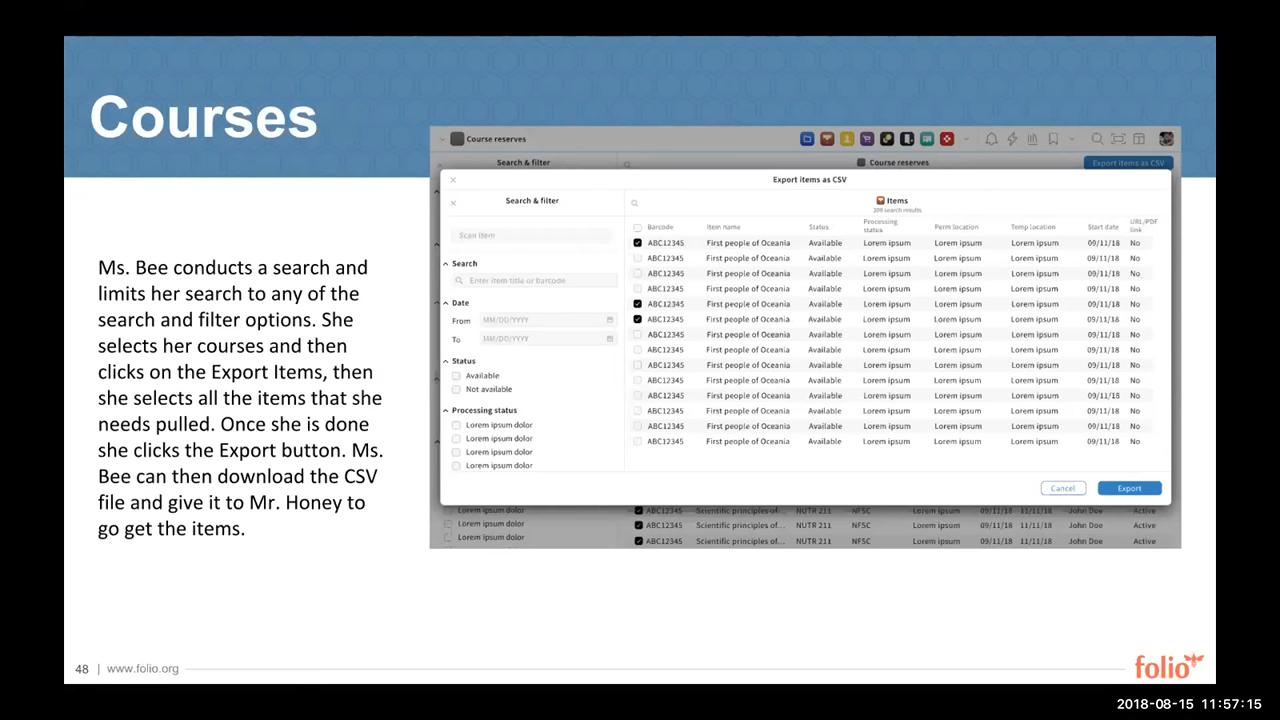 Courses
Ms. Bee conducts a search and
limits her search to any of the
search and filter options. She
selects her courses and then
clicks on the Export Items, then
she selects all the items that she
needs pulled. Once she is done
she clicks the Export button. Ms.
Bee can then download the CSV
file and give it to Mr. Honey to
go get the items.
Course reserves
Search & filter
Course reserves
Export items as CSV
Export items as CSV
Search & filter
Scan item
Search
Enter item title or barcode
Date
From MM/DD/YYYY
To MM/DD/YYYY
Status
Available
Not available
Processing status
Lorem ipsum dolor
Lorem ipsum dolor
Lorem ipsum dolor
Lorem ipsum dolor
Items
209 search results
Barcode Item name Status Processing status Perm location Temp location Start date URL/PDF link
ABC12345 First people of Oceania Available Lorem ipsum Lorem ipsum Lorem ipsum 09/11/18 No
ABC12345 First people of Oceania Available Lorem ipsum Lorem ipsum Lorem ipsum 09/11/18 No
ABC12345 First people of Oceania Available Lorem ipsum Lorem ipsum Lorem ipsum 09/11/18 No
ABC12345 First people of Oceania Available Lorem ipsum Lorem ipsum Lorem ipsum 09/11/18 No
ABC12345 First people of Oceania Available Lorem ipsum Lorem ipsum Lorem ipsum 09/11/18 No
ABC12345 First people of Oceania Available Lorem ipsum Lorem ipsum Lorem ipsum 09/11/18 No
ABC12345 First people of Oceania Available Lorem ipsum Lorem ipsum Lorem ipsum 09/11/18 No
ABC12345 First people of Oceania Available Lorem ipsum Lorem ipsum Lorem ipsum 09/11/18 No
ABC12345 First people of Oceania Available Lorem ipsum Lorem ipsum Lorem ipsum 09/11/18 No
ABC12345 First people of Oceania Available Lorem ipsum Lorem ipsum Lorem ipsum 09/11/18 No
ABC12345 First people of Oceania Available Lorem ipsum Lorem ipsum Lorem ipsum 09/11/18 No
ABC12345 First people of Oceania Available Lorem ipsum Lorem ipsum Lorem ipsum 09/11/18 No
ABC12345 First people of Oceania Available Lorem ipsum Lorem ipsum Lorem ipsum 09/11/18 No
ABC12345 First people of Oceania Available Lorem ipsum Lorem ipsum Lorem ipsum 09/11/18 No
Cancel Export
Lorem ipsum dolor
Lorem ipsum dolor
Lorem ipsum dolor
ABC12345 Scientific principles of... NUTR 211 NFSC Lorem ipsum 09/11/18 11/11/18 John Doe Active
ABC12345 Scientific principles of... NUTR 211 NFSC Lorem ipsum 09/11/18 11/11/18 John Doe Active
ABC12345 Scientific principles of... NUTR 211 NFSC Lorem ipsum 09/11/18 11/11/18 John Doe Active
48 | www.folio.org
folio
2018-08-15 11:57:15